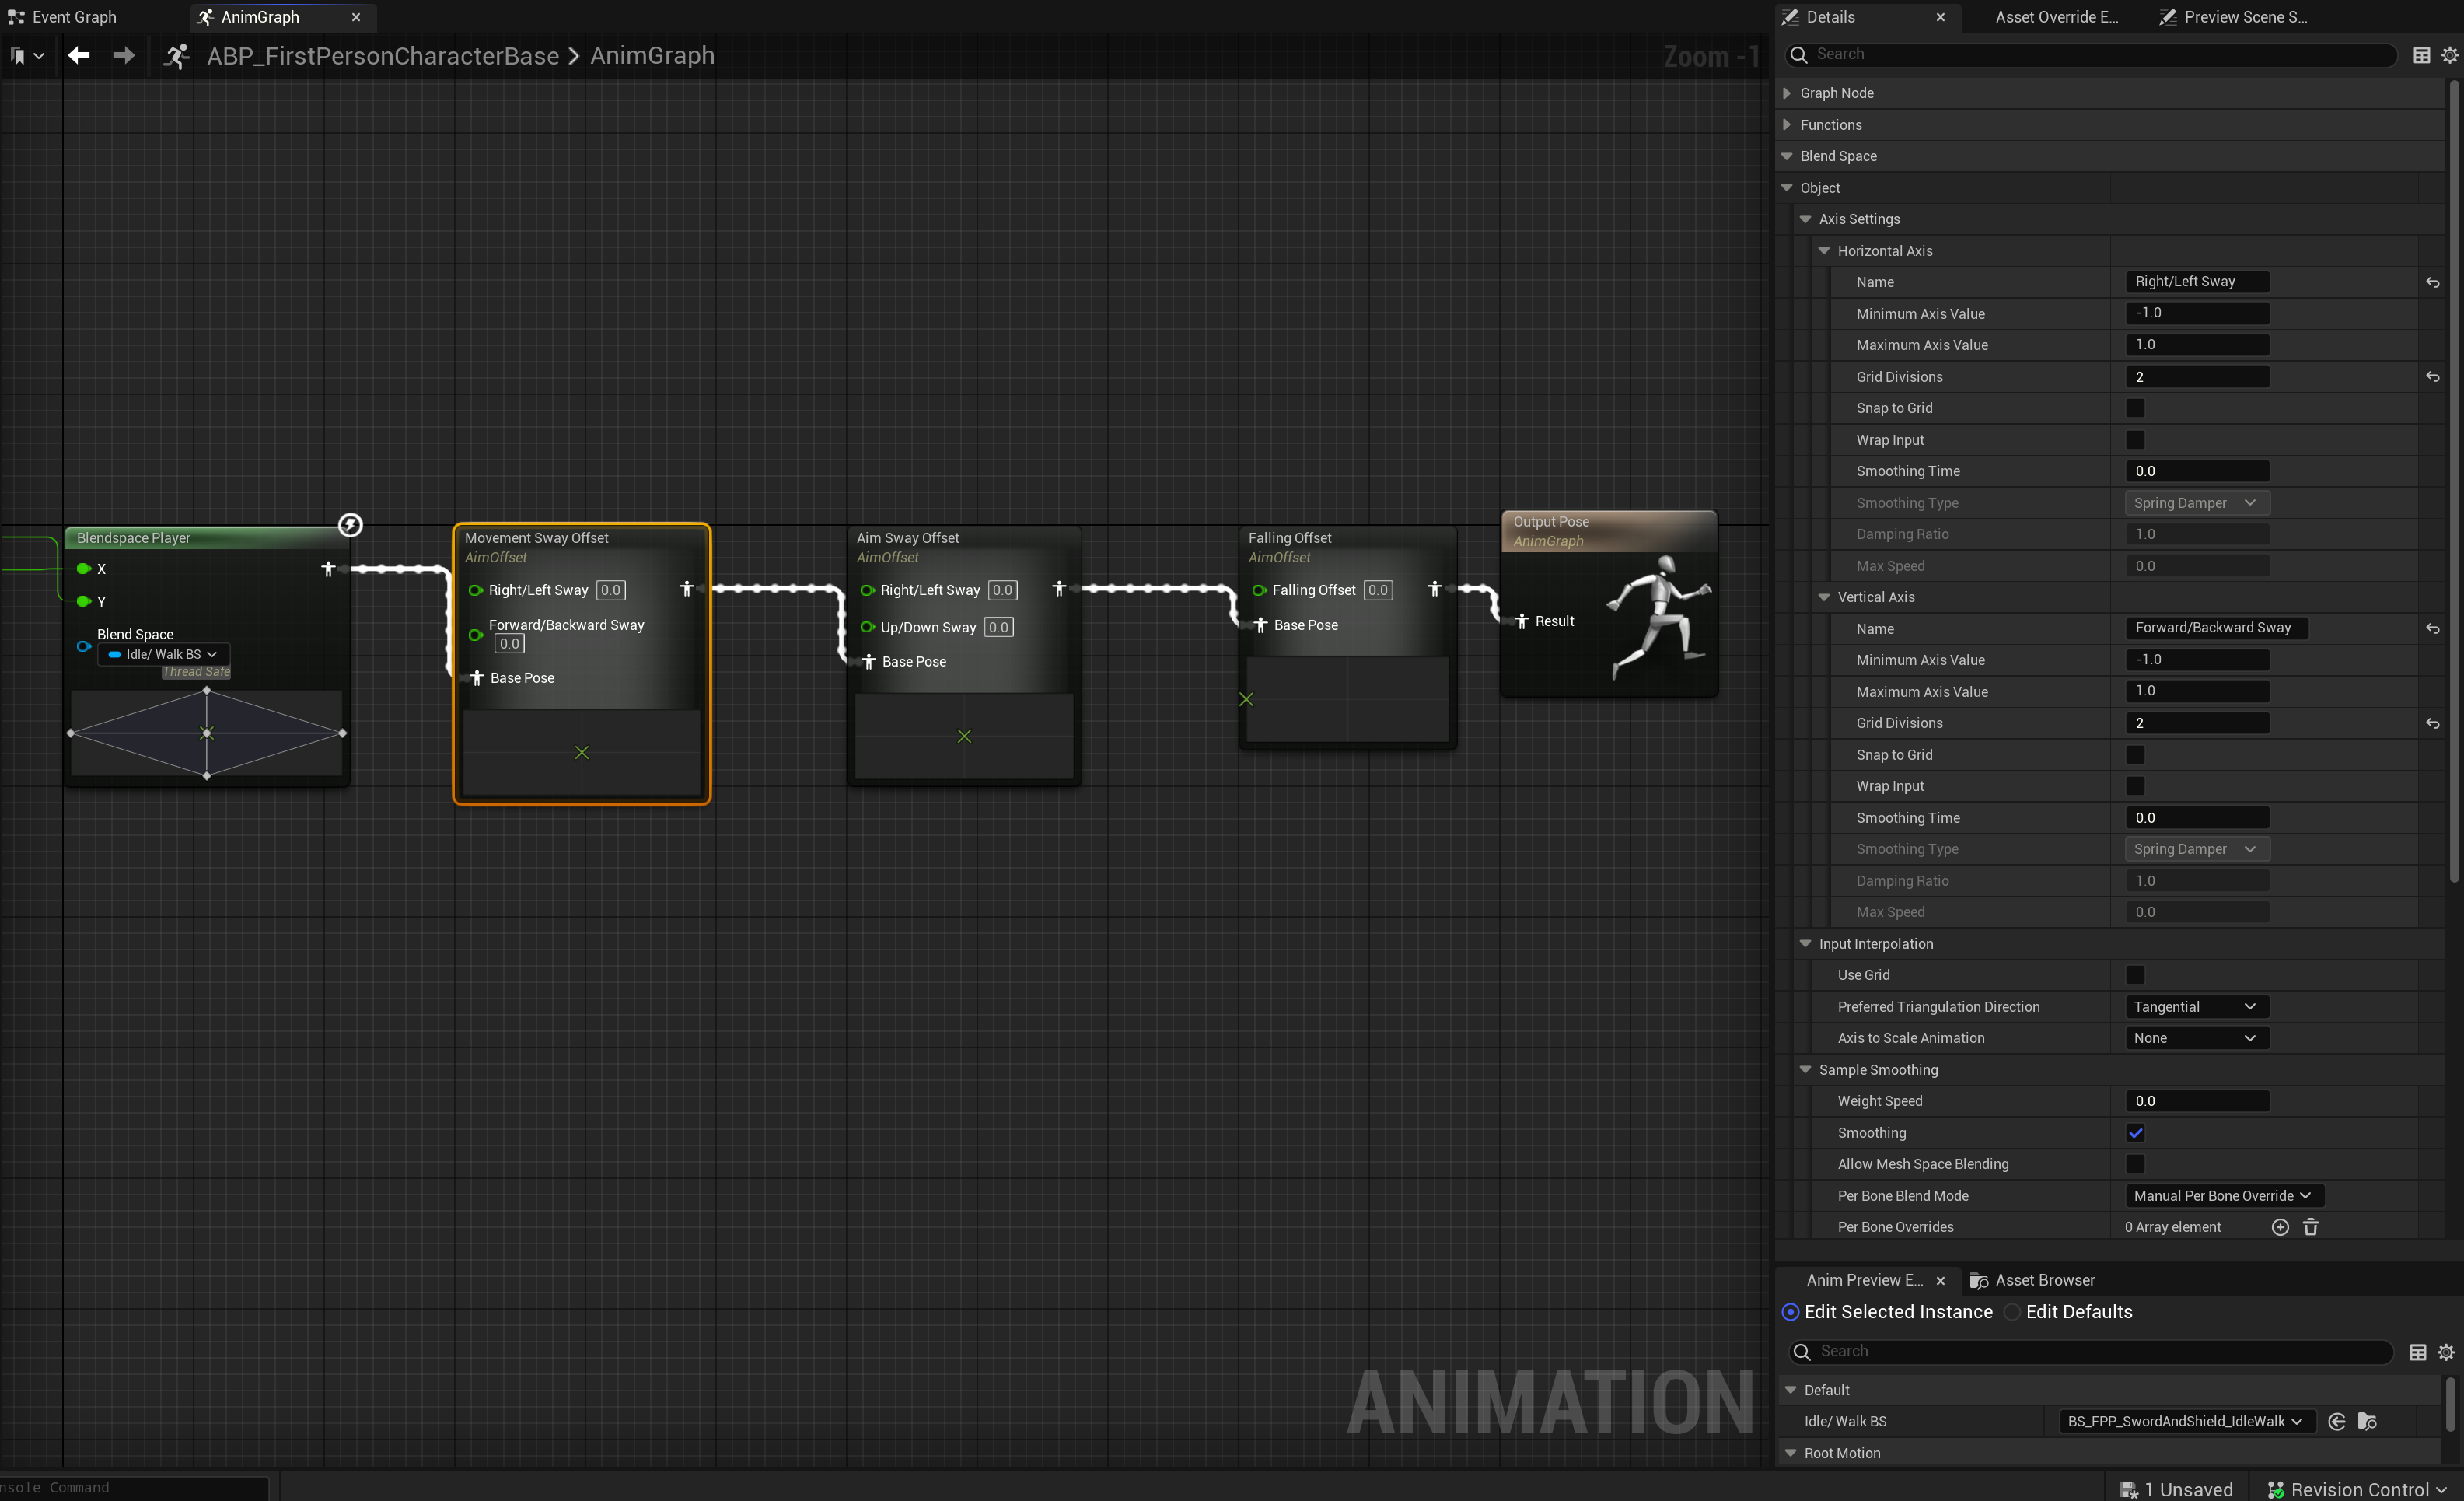 Event Graph
AnimGraph
Details
Asset Override E...
Preview Scene S...
ABP_FirstPersonCharacterBase > AnimGraph
Zoom -1
Search
Graph Node
Functions
Blend Space
Object
Axis Settings
Horizontal Axis
Name Right/Left Sway
Minimum Axis Value -1.0
Maximum Axis Value 1.0
Grid Divisions 2
Snap to Grid
Wrap Input
Smoothing Time 0.0
Smoothing Type Spring Damper
Damping Ratio 1.0
Max Speed 0.0
Vertical Axis
Name Forward/Backward Sway
Minimum Axis Value -1.0
Maximum Axis Value 1.0
Grid Divisions 2
Snap to Grid
Wrap Input
Smoothing Time 0.0
Smoothing Type Spring Damper
Damping Ratio 1.0
Max Speed 0.0
Input Interpolation
Use Grid
Preferred Triangulation Direction Tangential
Axis to Scale Animation None
Sample Smoothing
Weight Speed 0.0
Smoothing
Allow Mesh Space Blending
Per Bone Blend Mode Manual Per Bone Override
Per Bone Overrides 0 Array element
Blendspace Player
X
Y
Blend Space
Idle/ Walk BS
Thread Safe
Movement Sway Offset
AimOffset
Right/Left Sway 0.0
Forward/Backward Sway
0.0
Base Pose
Aim Sway Offset
AimOffset
Right/Left Sway 0.0
Up/Down Sway 0.0
Base Pose
Falling Offset
AimOffset
Falling Offset 0.0
Base Pose
Output Pose
AnimGraph
Result
ANIMATION
Anim Preview E...
Asset Browser
Edit Selected Instance
Edit Defaults
Search
Default
Idle/ Walk BS BS_FPP_SwordAndShield_IdleWalk
Root Motion
nsole Command
1 Unsaved
Revision Control